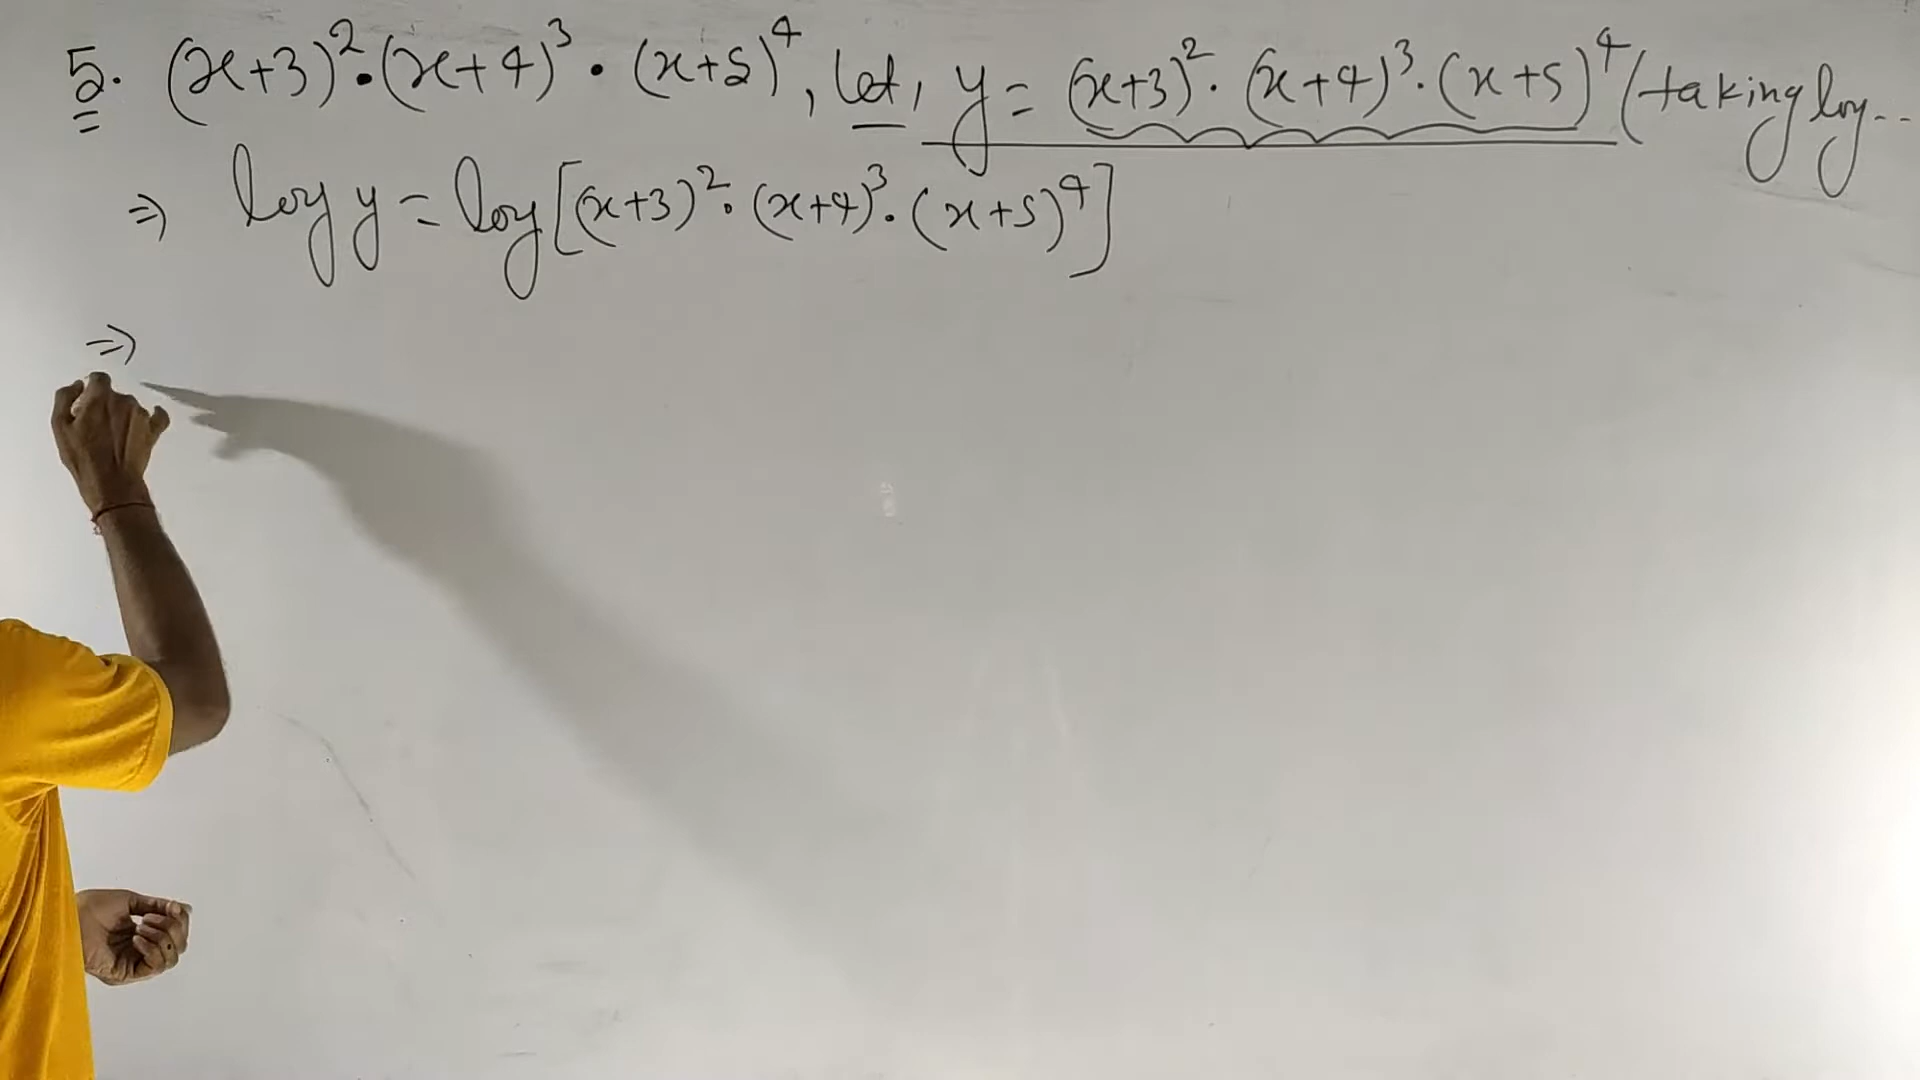 5. (x+3)²·(x+4)³·(x+5)⁴, let, y = (x+3)²·(x+4)³·(x+5)⁴ (taking log...
⇒ log y = log[(x+3)²·(x+4)³·(x+5)⁴]
⇒